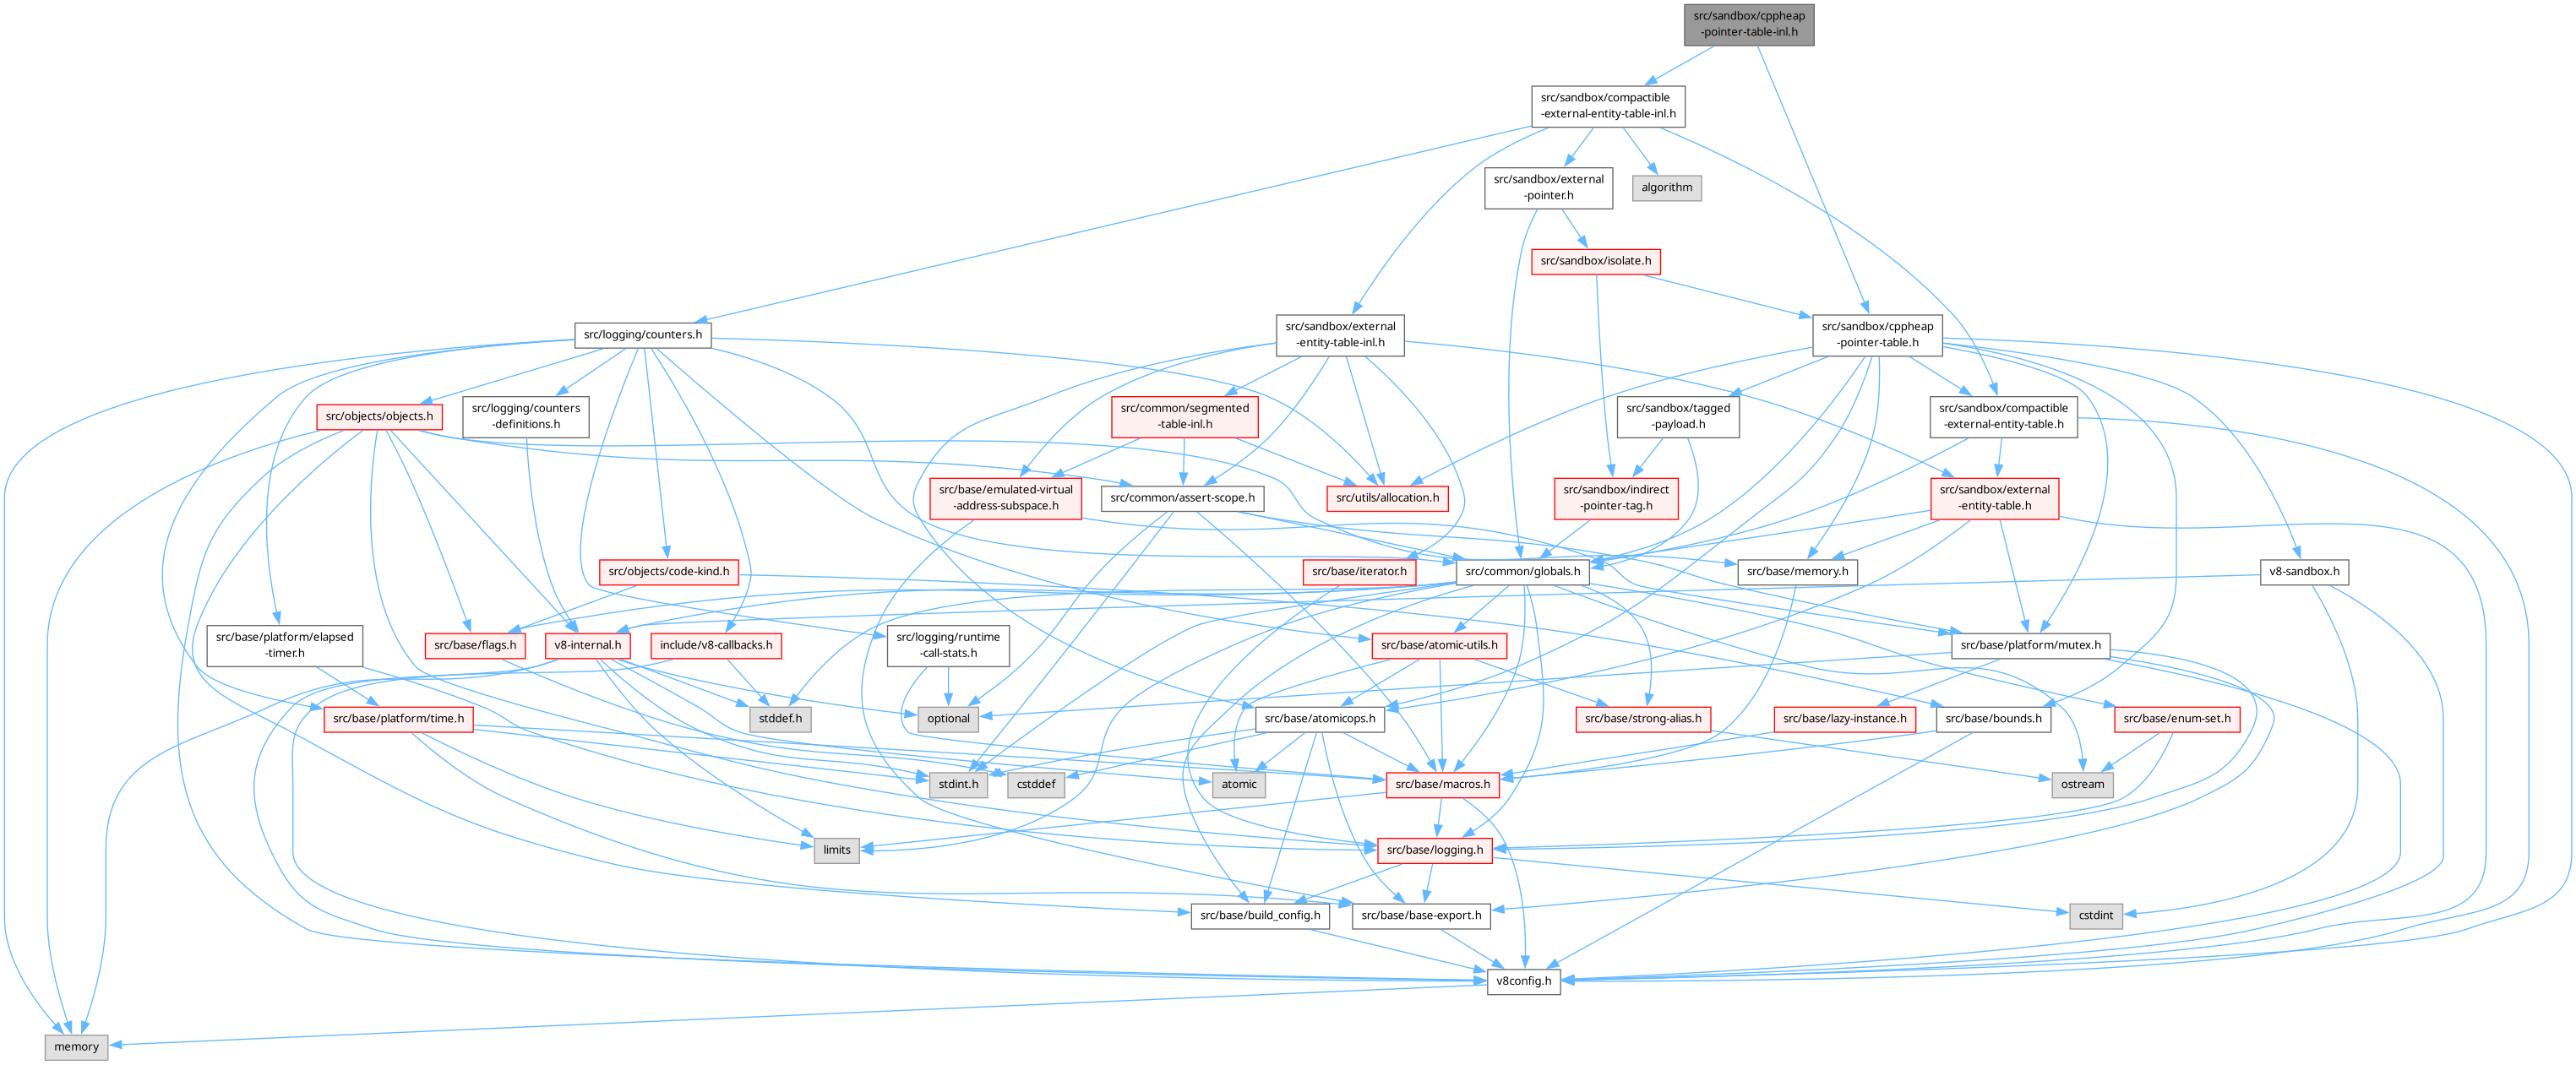 src/sandbox/cppheap
-pointer-table-inl.h
src/sandbox/compactible
-external-entity-table-inl.h
src/sandbox/external
-pointer.h
algorithm
src/sandbox/isolate.h
src/logging/counters.h
src/sandbox/external
-entity-table-inl.h
src/sandbox/cppheap
-pointer-table.h
src/objects/objects.h
src/logging/counters
-definitions.h
src/common/segmented
-table-inl.h
src/sandbox/tagged
-payload.h
src/sandbox/compactible
-external-entity-table.h
src/base/emulated-virtual
-address-subspace.h
src/common/assert-scope.h
src/utils/allocation.h
src/sandbox/indirect
-pointer-tag.h
src/sandbox/external
-entity-table.h
src/objects/code-kind.h
src/base/iterator.h
src/common/globals.h
src/base/memory.h
v8-sandbox.h
src/base/platform/elapsed
-timer.h
src/base/flags.h
v8-internal.h
include/v8-callbacks.h
src/logging/runtime
-call-stats.h
src/base/atomic-utils.h
src/base/platform/mutex.h
src/base/platform/time.h
stddef.h
optional
src/base/atomicops.h
src/base/strong-alias.h
src/base/lazy-instance.h
src/base/bounds.h
src/base/enum-set.h
stdint.h
cstddef
atomic
src/base/macros.h
ostream
limits
src/base/logging.h
src/base/build_config.h
src/base/base-export.h
cstdint
v8config.h
memory